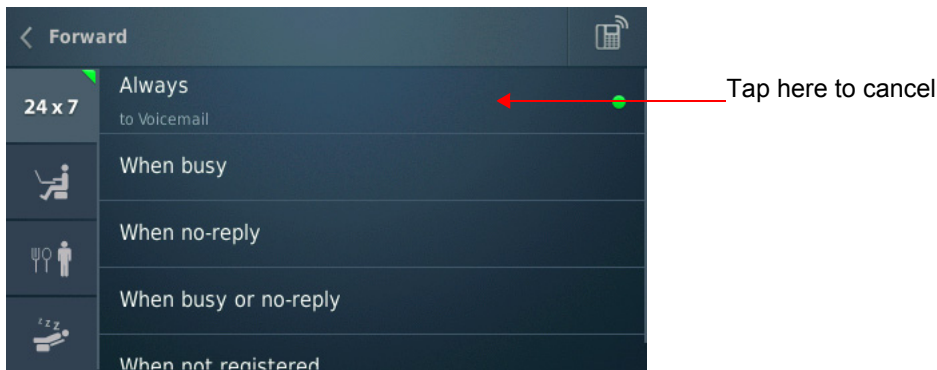 Forward
24 x 7
Always
Tap here to cancel
to Voicemail
When busy
When no-reply
zzz
When busy or no-reply
When not registered